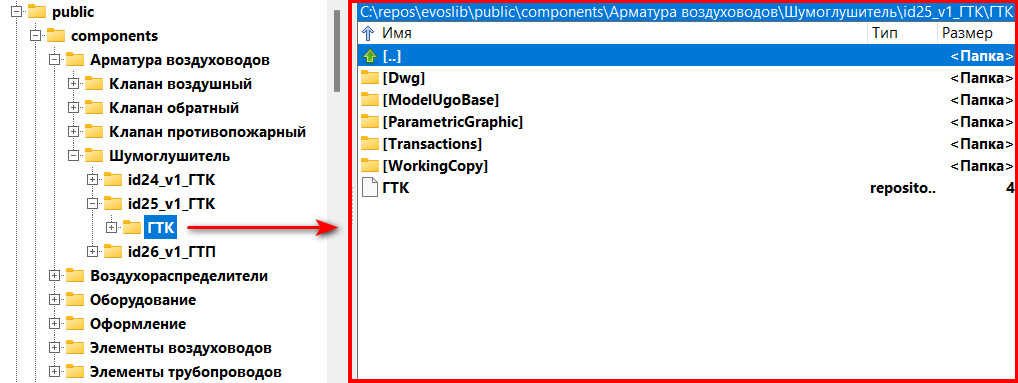 public
components
Арматура воздуховодов
Клапан воздушный
Клапан обратный
Клапан противопожарный
Шумоглушитель
id24_v1_ГТК
id25_v1_ГТК
ГТК
id26_v1_ГТП
Воздухораспределители
Оборудование
Оформление
Элементы воздуховодов
Элементы трубопроводов
C:\repos\evoslib\public\components\Арматура воздуховодов\Шумоглушитель\id25_v1_ГТК\ГТК
Имя Тип Размер
[..] <Папка>
[Dwg] <Папка>
[ModelUgoBase] <Папка>
[ParametricGraphic] <Папка>
[Transactions] <Папка>
[WorkingCopy] <Папка>
ГТК reposito.. 4